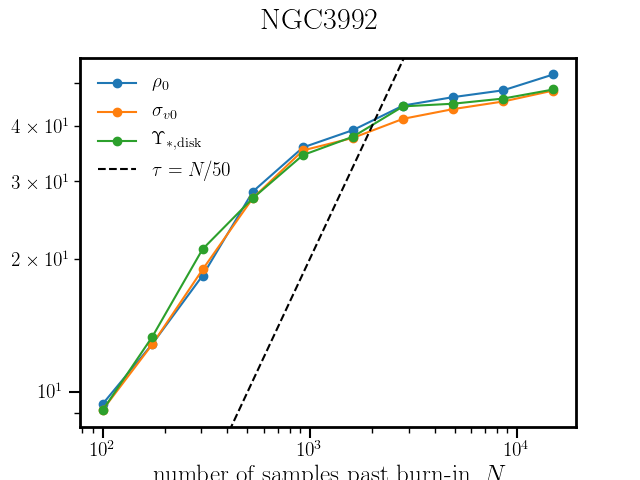 NGC3992
ρ₀
σᵥ₀
Υ*,disk
τ = N/50
4 × 10¹
3 × 10¹
2 × 10¹
10¹
10² 10³ 10⁴
number of samples past burn-in, N